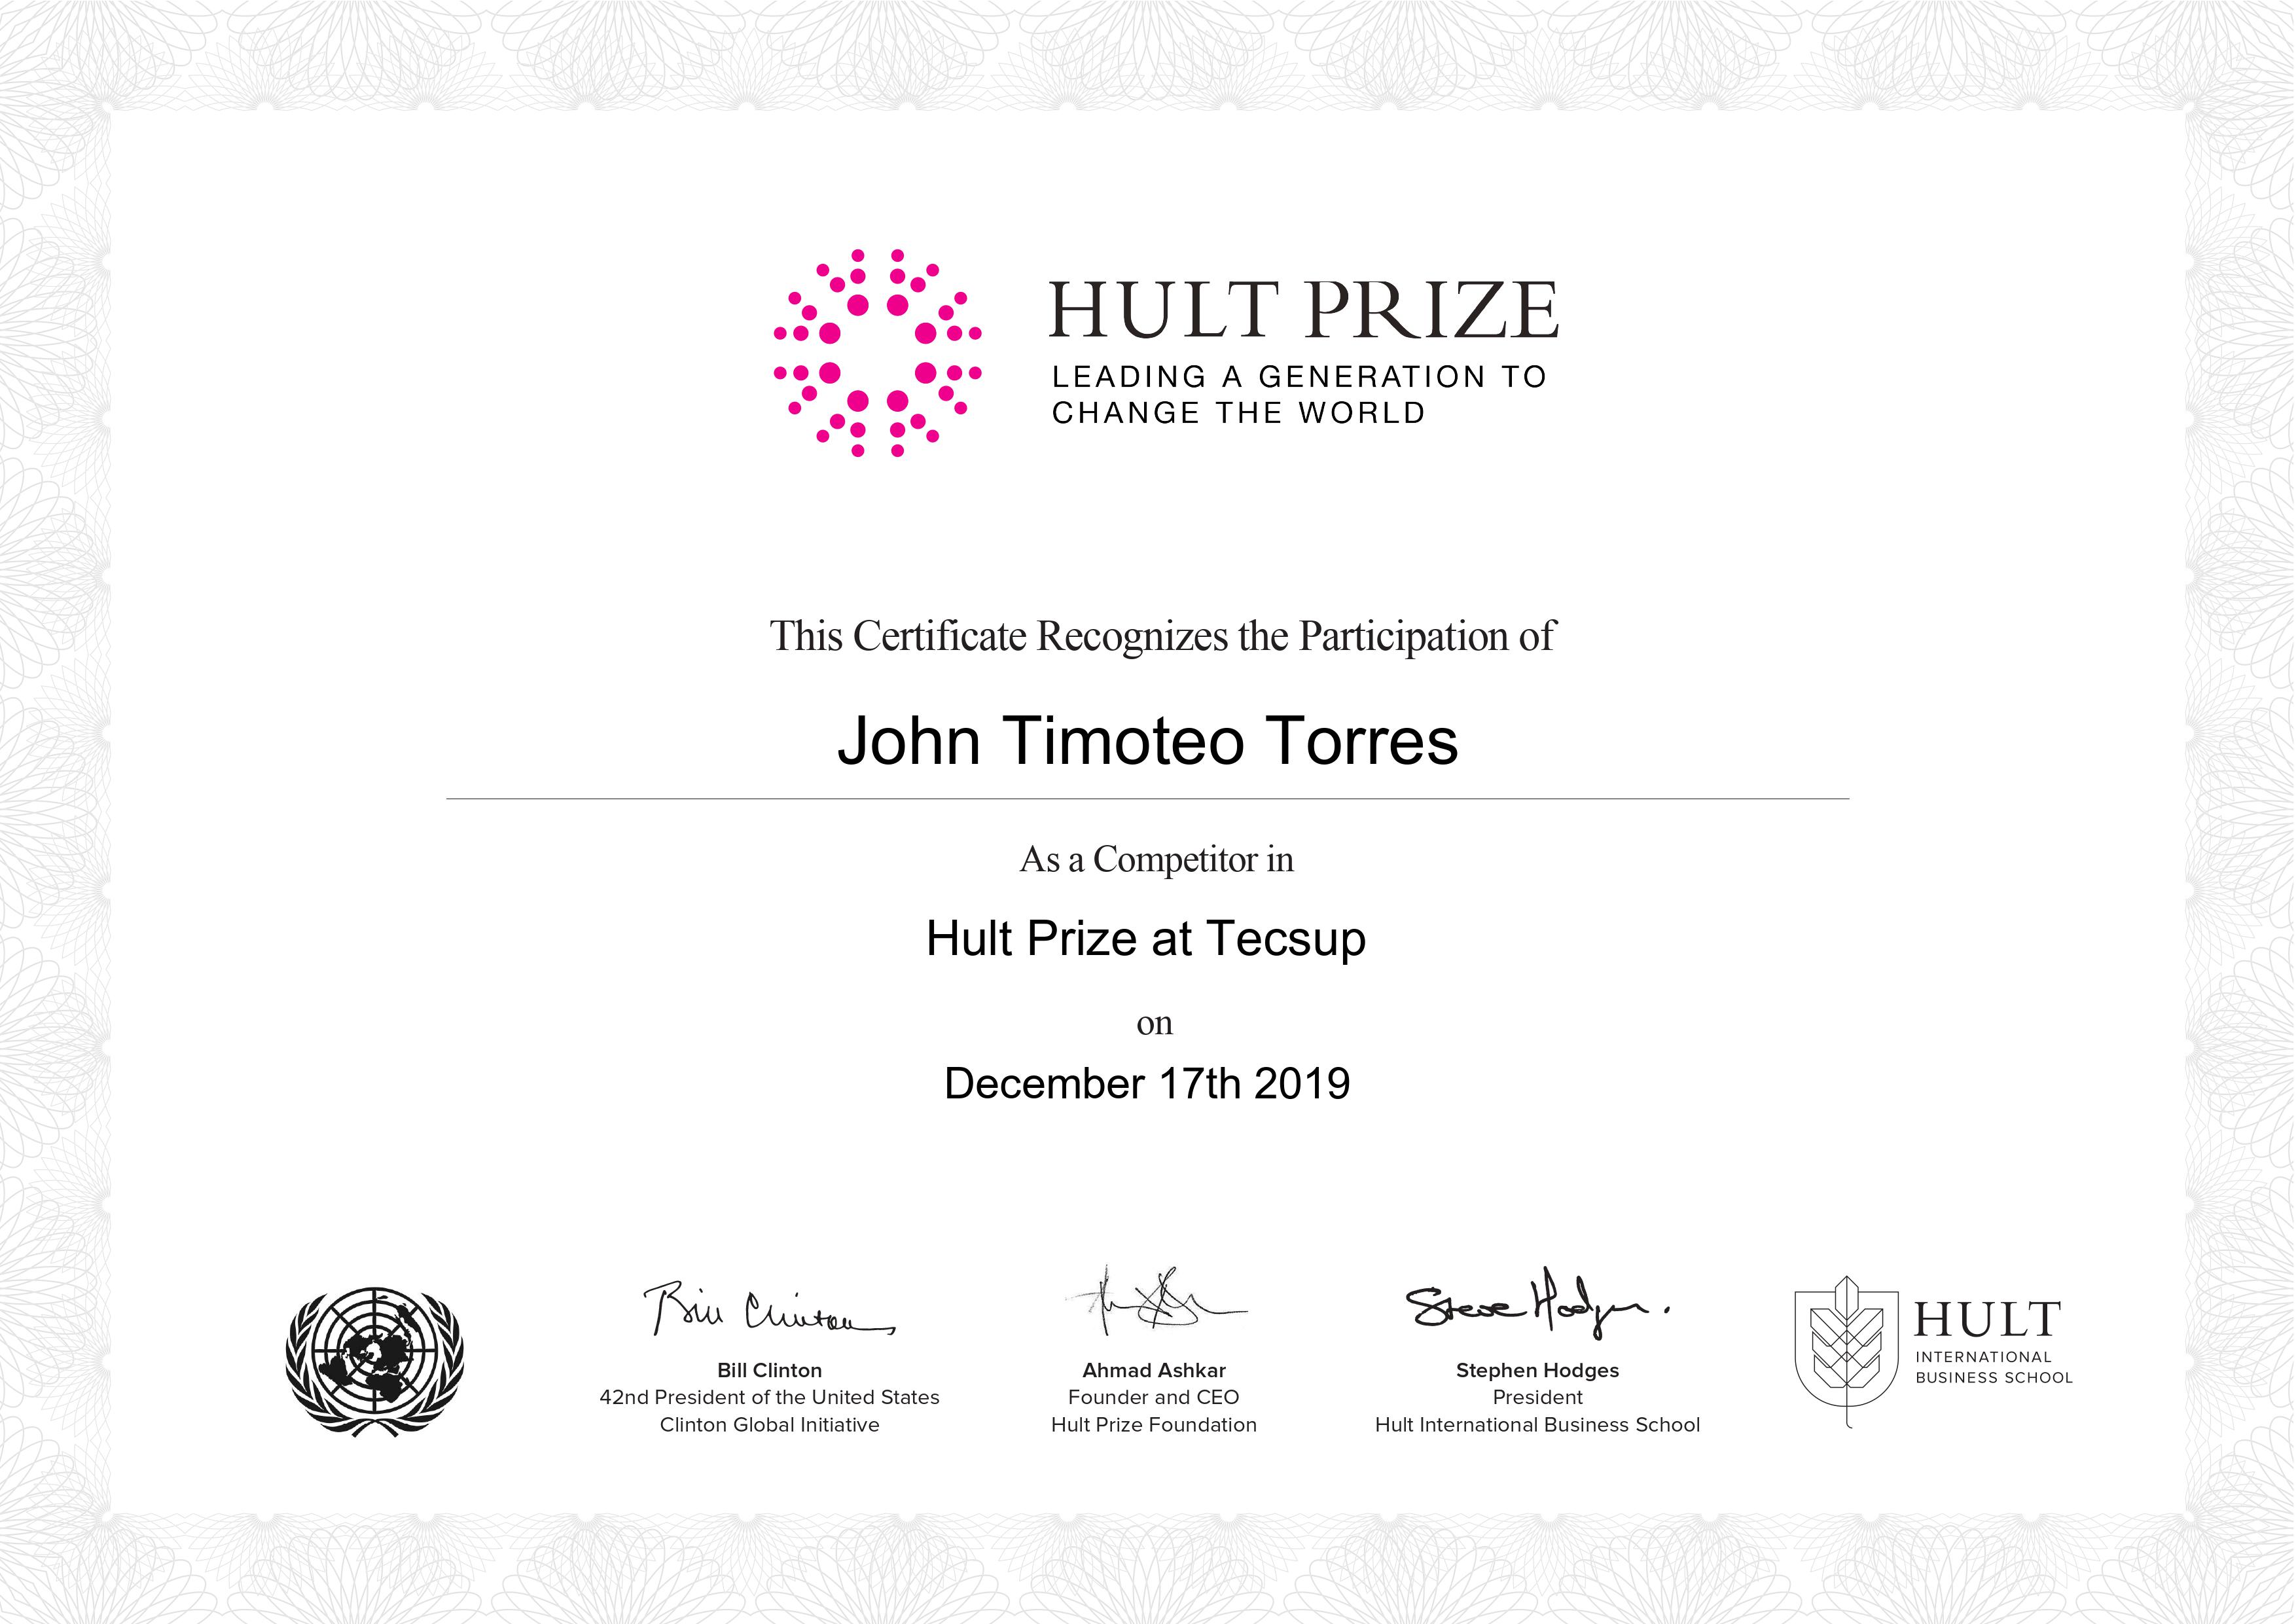 HULT PRIZE
LEADING A GENERATION TO
CHANGE THE WORLD
This Certificate Recognizes the Participation of
John Timoteo Torres
As a Competitor in
Hult Prize at Tecsup
on
December 17th 2019
Bill Clinton
Bill Clinton
42nd President of the United States
Clinton Global Initiative
Ahmad Ashkar
Founder and CEO
Hult Prize Foundation
Steve Hodges.
Stephen Hodges
President
Hult International Business School
HULT
INTERNATIONAL
BUSINESS SCHOOL